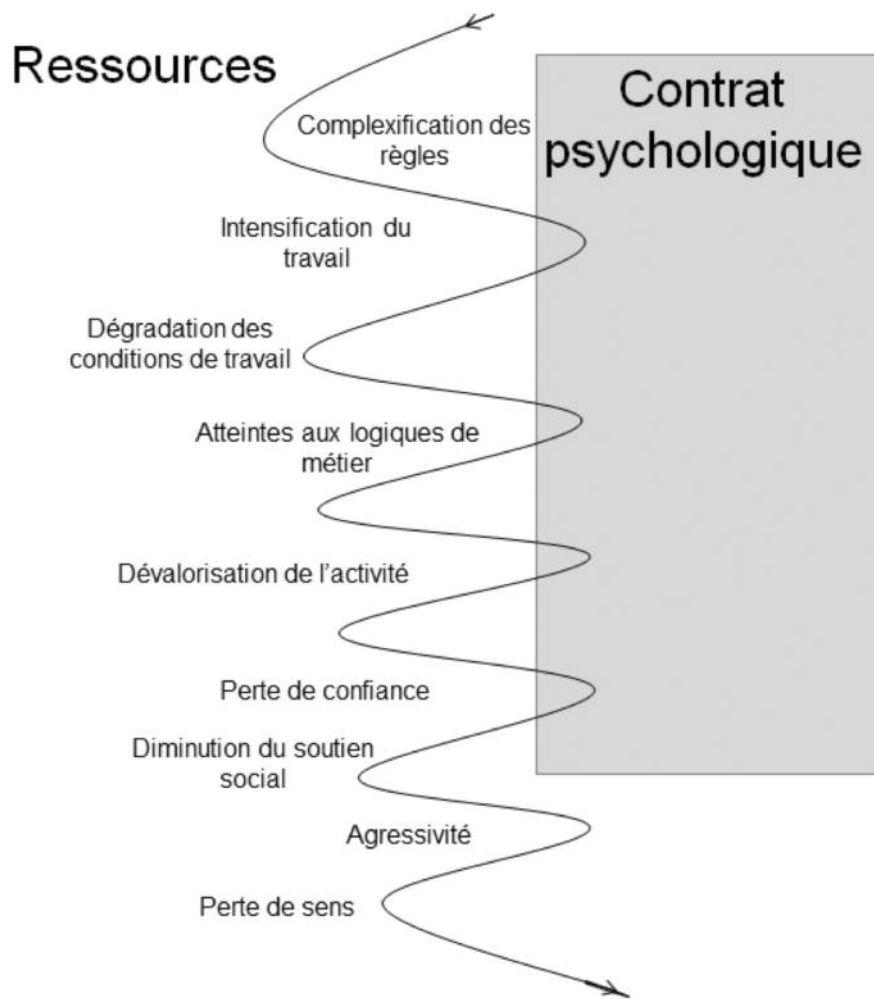 Ressources
Contrat
psychologique
Complexification des
règles
Intensification du
travail
Dégradation des
conditions de travail
Atteintes aux logiques de
métier
Dévalorisation de l'activité
Perte de confiance
Diminution du soutien
social
Agressivité
Perte de sens